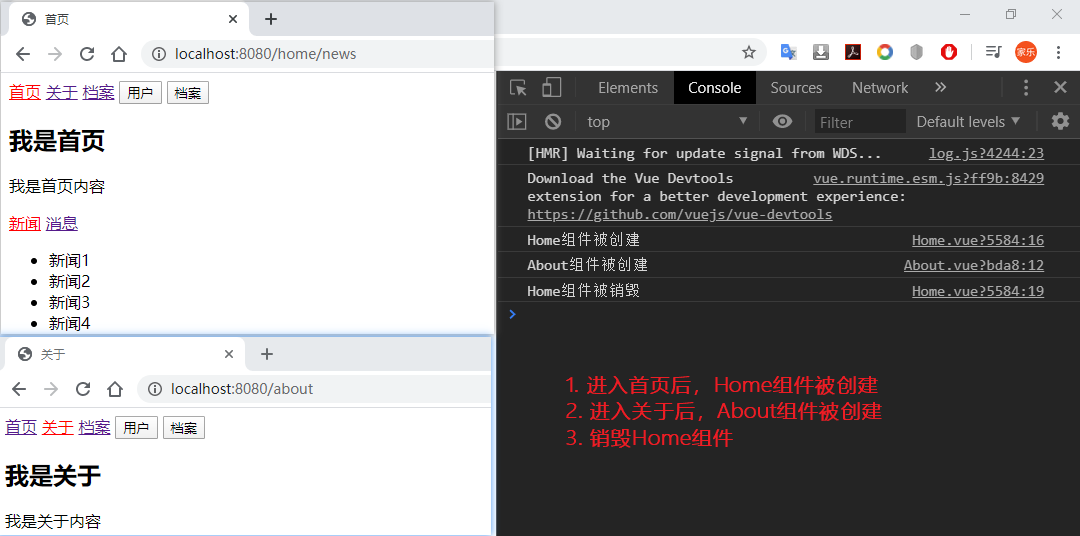 首页
localhost:8080/home/news
首页 关于 档案 用户 档案
我是首页
我是首页内容
新闻 消息
新闻1
新闻2
新闻3
新闻4
关于
localhost:8080/about
首页 关于 档案 用户 档案
我是关于
我是关于内容
家乐
Elements Console Sources Network
top Filter Default levels
[HMR] Waiting for update signal from WDS... log.js?4244:23
Download the Vue Devtools vue.runtime.esm.js?ff9b:8429
extension for a better development experience:
https://github.com/vuejs/vue-devtools
Home组件被创建 Home.vue?5584:16
About组件被创建 About.vue?bda8:12
Home组件被销毁 Home.vue?5584:19
1. 进入首页后，Home组件被创建
2. 进入关于后，About组件被创建
3. 销毁Home组件